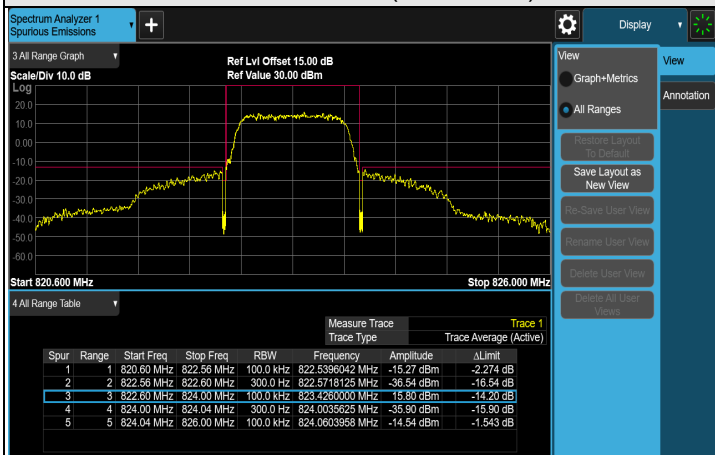 Spectrum Analyzer 1
Spurious Emissions
Display
3 All Range Graph
Ref Lvl Offset 15.00 dB
Scale/Div 10.0 dB
Ref Value 30.00 dBm
Log
20.0
10.0
0.00
-10.0
-20.0
-30.0
-40.0
-50.0
-60.0
Start 820.600 MHz
Stop 826.000 MHz
View
Graph+Metrics
All Ranges
Restore Layout
To Default
Save Layout as
New View
Re-Save User View
Rename User View
Delete User View
Delete All User
Views
View
Annotation
4 All Range Table
Measure Trace Trace 1
Trace Type Trace Average (Active)
Spur Range Start Freq Stop Freq RBW Frequency Amplitude ΔLimit
1 1 820.60 MHz 822.56 MHz 100.0 kHz 822.5396042 MHz -15.27 dBm -2.274 dB
2 2 822.56 MHz 822.60 MHz 300.0 Hz 822.5718125 MHz -36.54 dBm -16.54 dB
3 3 822.60 MHz 824.00 MHz 100.0 kHz 823.4260000 MHz 15.80 dBm -14.20 dB
4 4 824.00 MHz 824.04 MHz 300.0 Hz 824.0035625 MHz -35.90 dBm -15.90 dB
5 5 824.04 MHz 826.00 MHz 100.0 kHz 824.0603958 MHz -14.54 dBm -1.543 dB